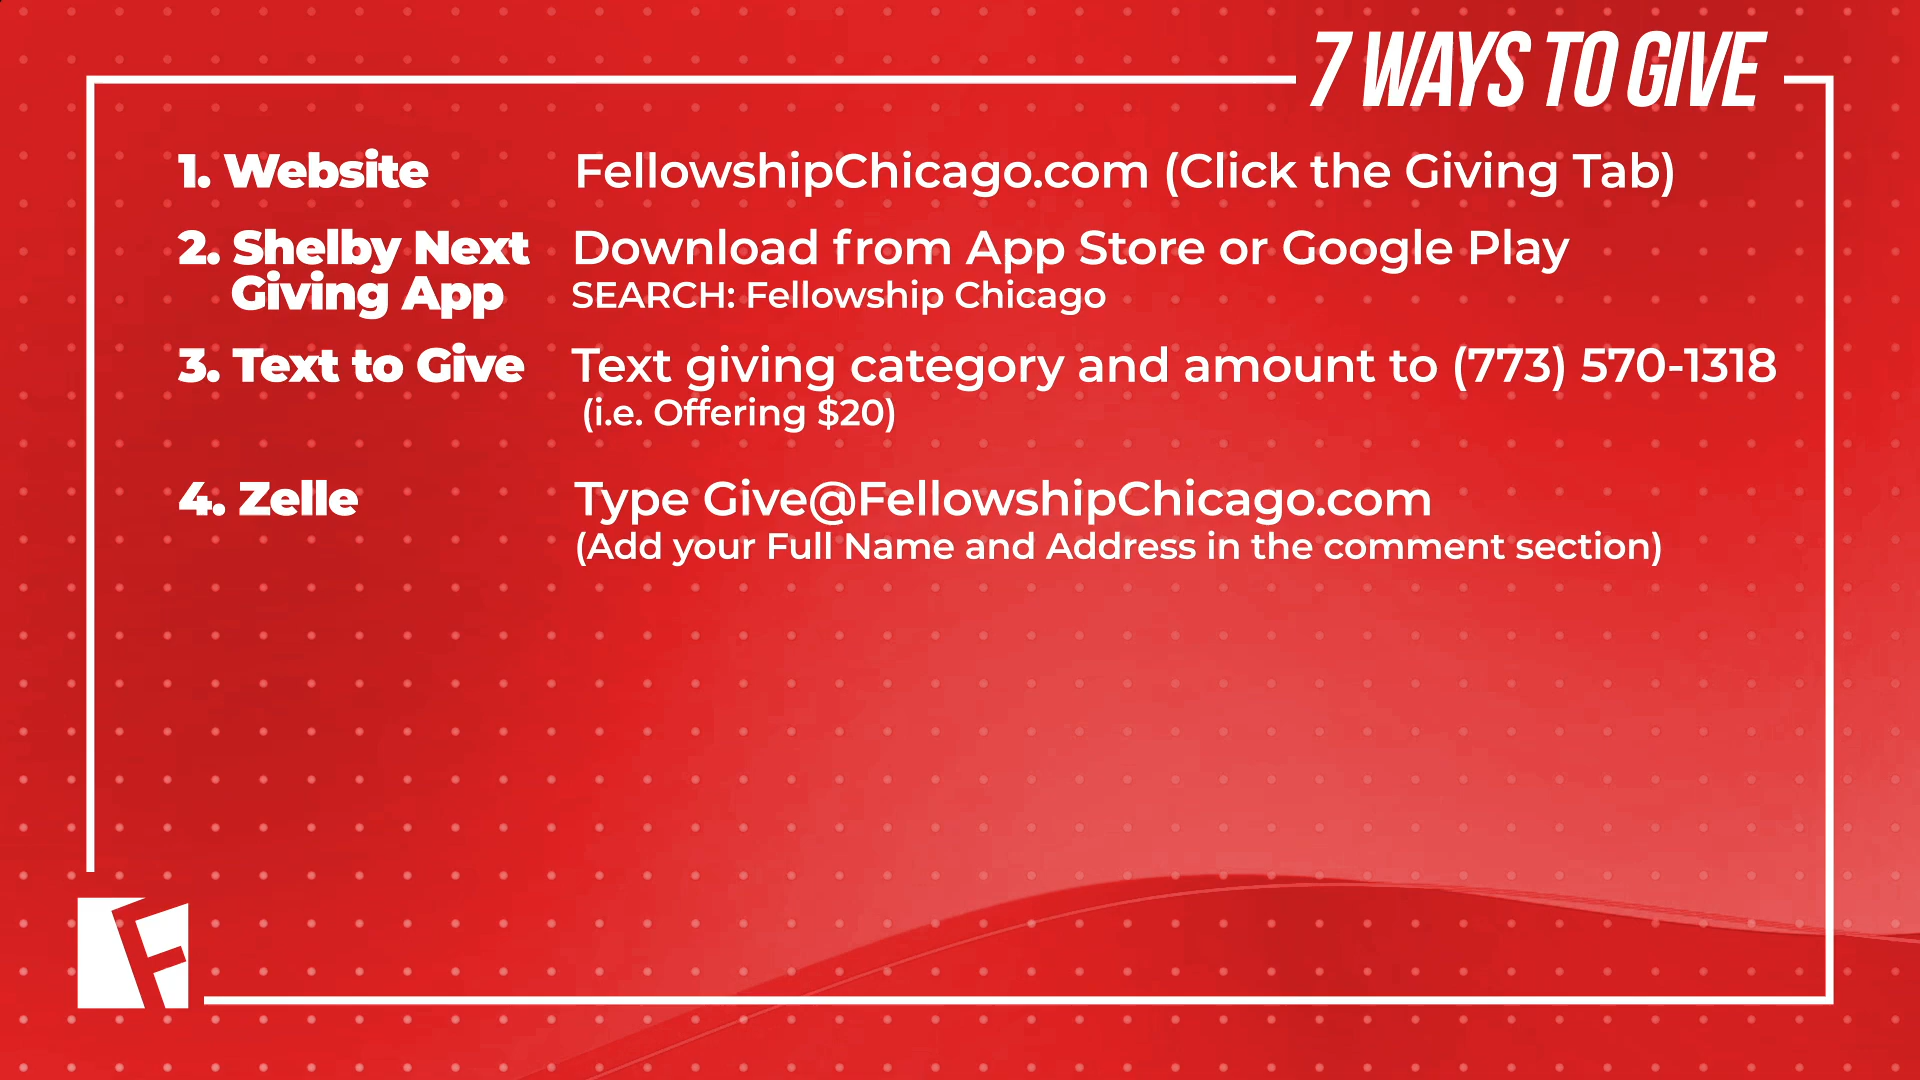 7 WAYS TO GIVE
1. Website FellowshipChicago.com (Click the Giving Tab)
2. Shelby Next Download from App Store or Google Play
Giving App SEARCH: Fellowship Chicago
3. Text to Give Text giving category and amount to (773) 570-1318
(i.e. Offering $20)
4. Zelle Type Give@FellowshipChicago.com
(Add your Full Name and Address in the comment section)
F